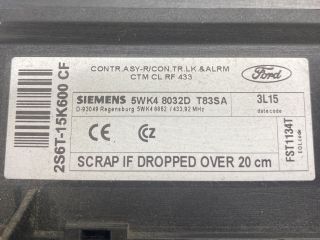 CONTR.ASY-R/CON.TR.LK &ALRM
CTM CL RF 433
Ford
2S6T-15K600 CF
SIEMENS 5WK4 8032D T83SA
D-93049 Regensburg 5WK4 8682 / 433,92 MHz
3L15
datecode
CE CZ
FST1134T
SCRAP IF DROPPED OVER 20 cm